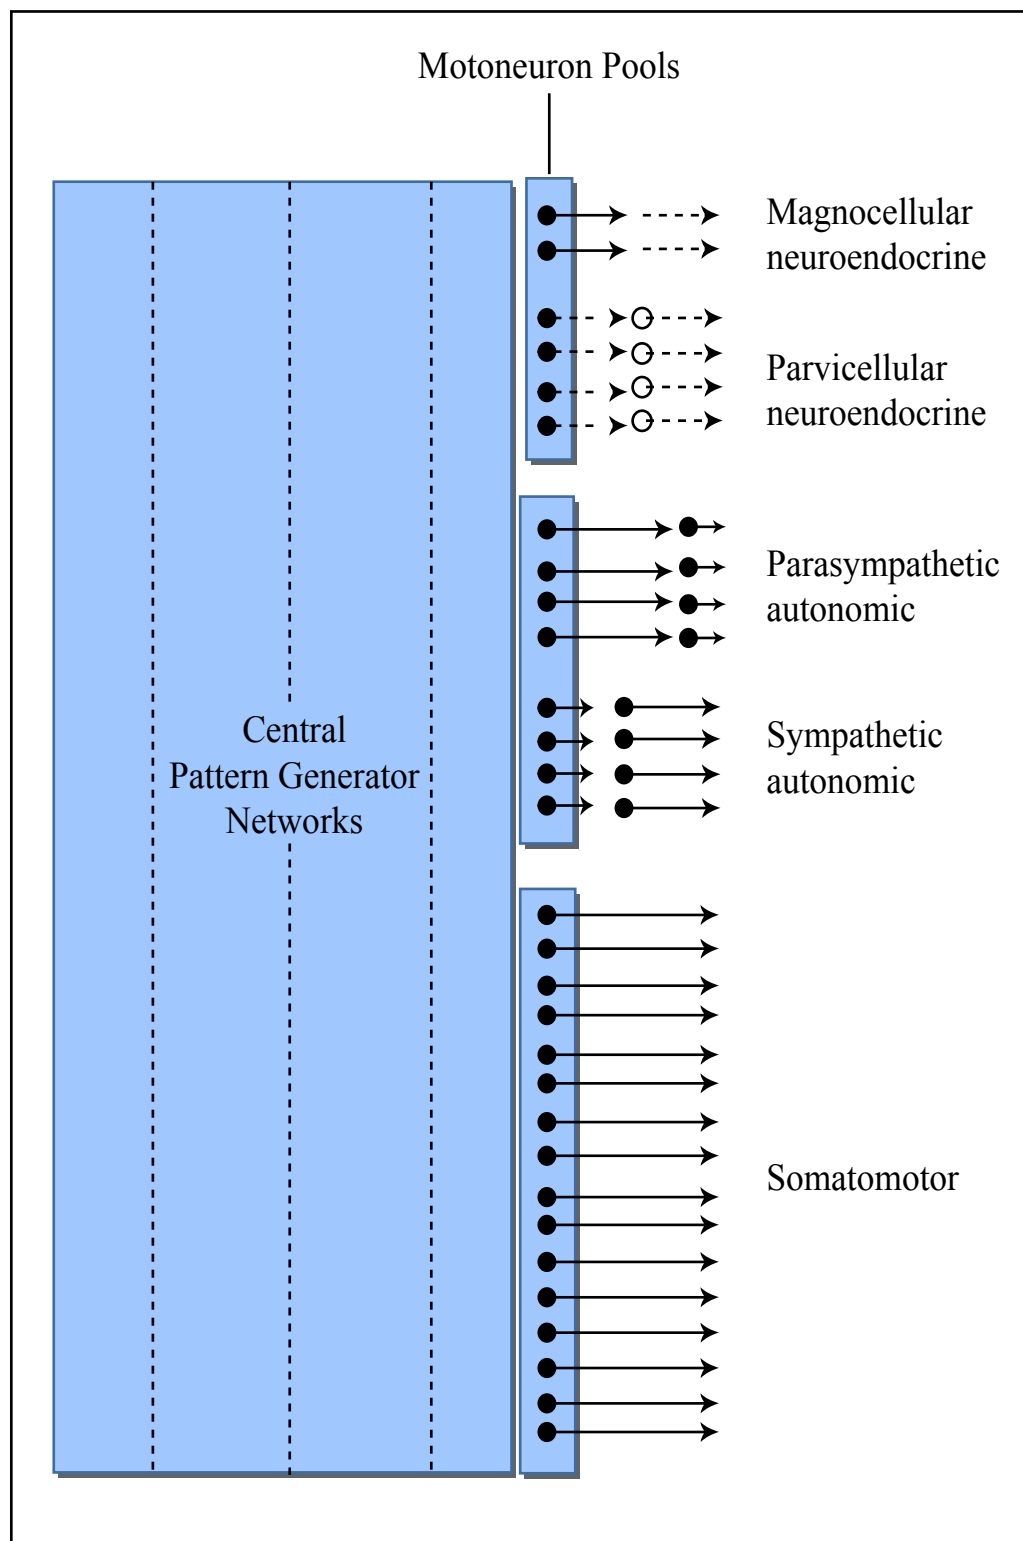 Motoneuron Pools
Magnocellular
neuroendocrine
Parvicellular
neuroendocrine
Parasympathetic
autonomic
Central
Pattern Generator
Networks
Sympathetic
autonomic
Somatomotor